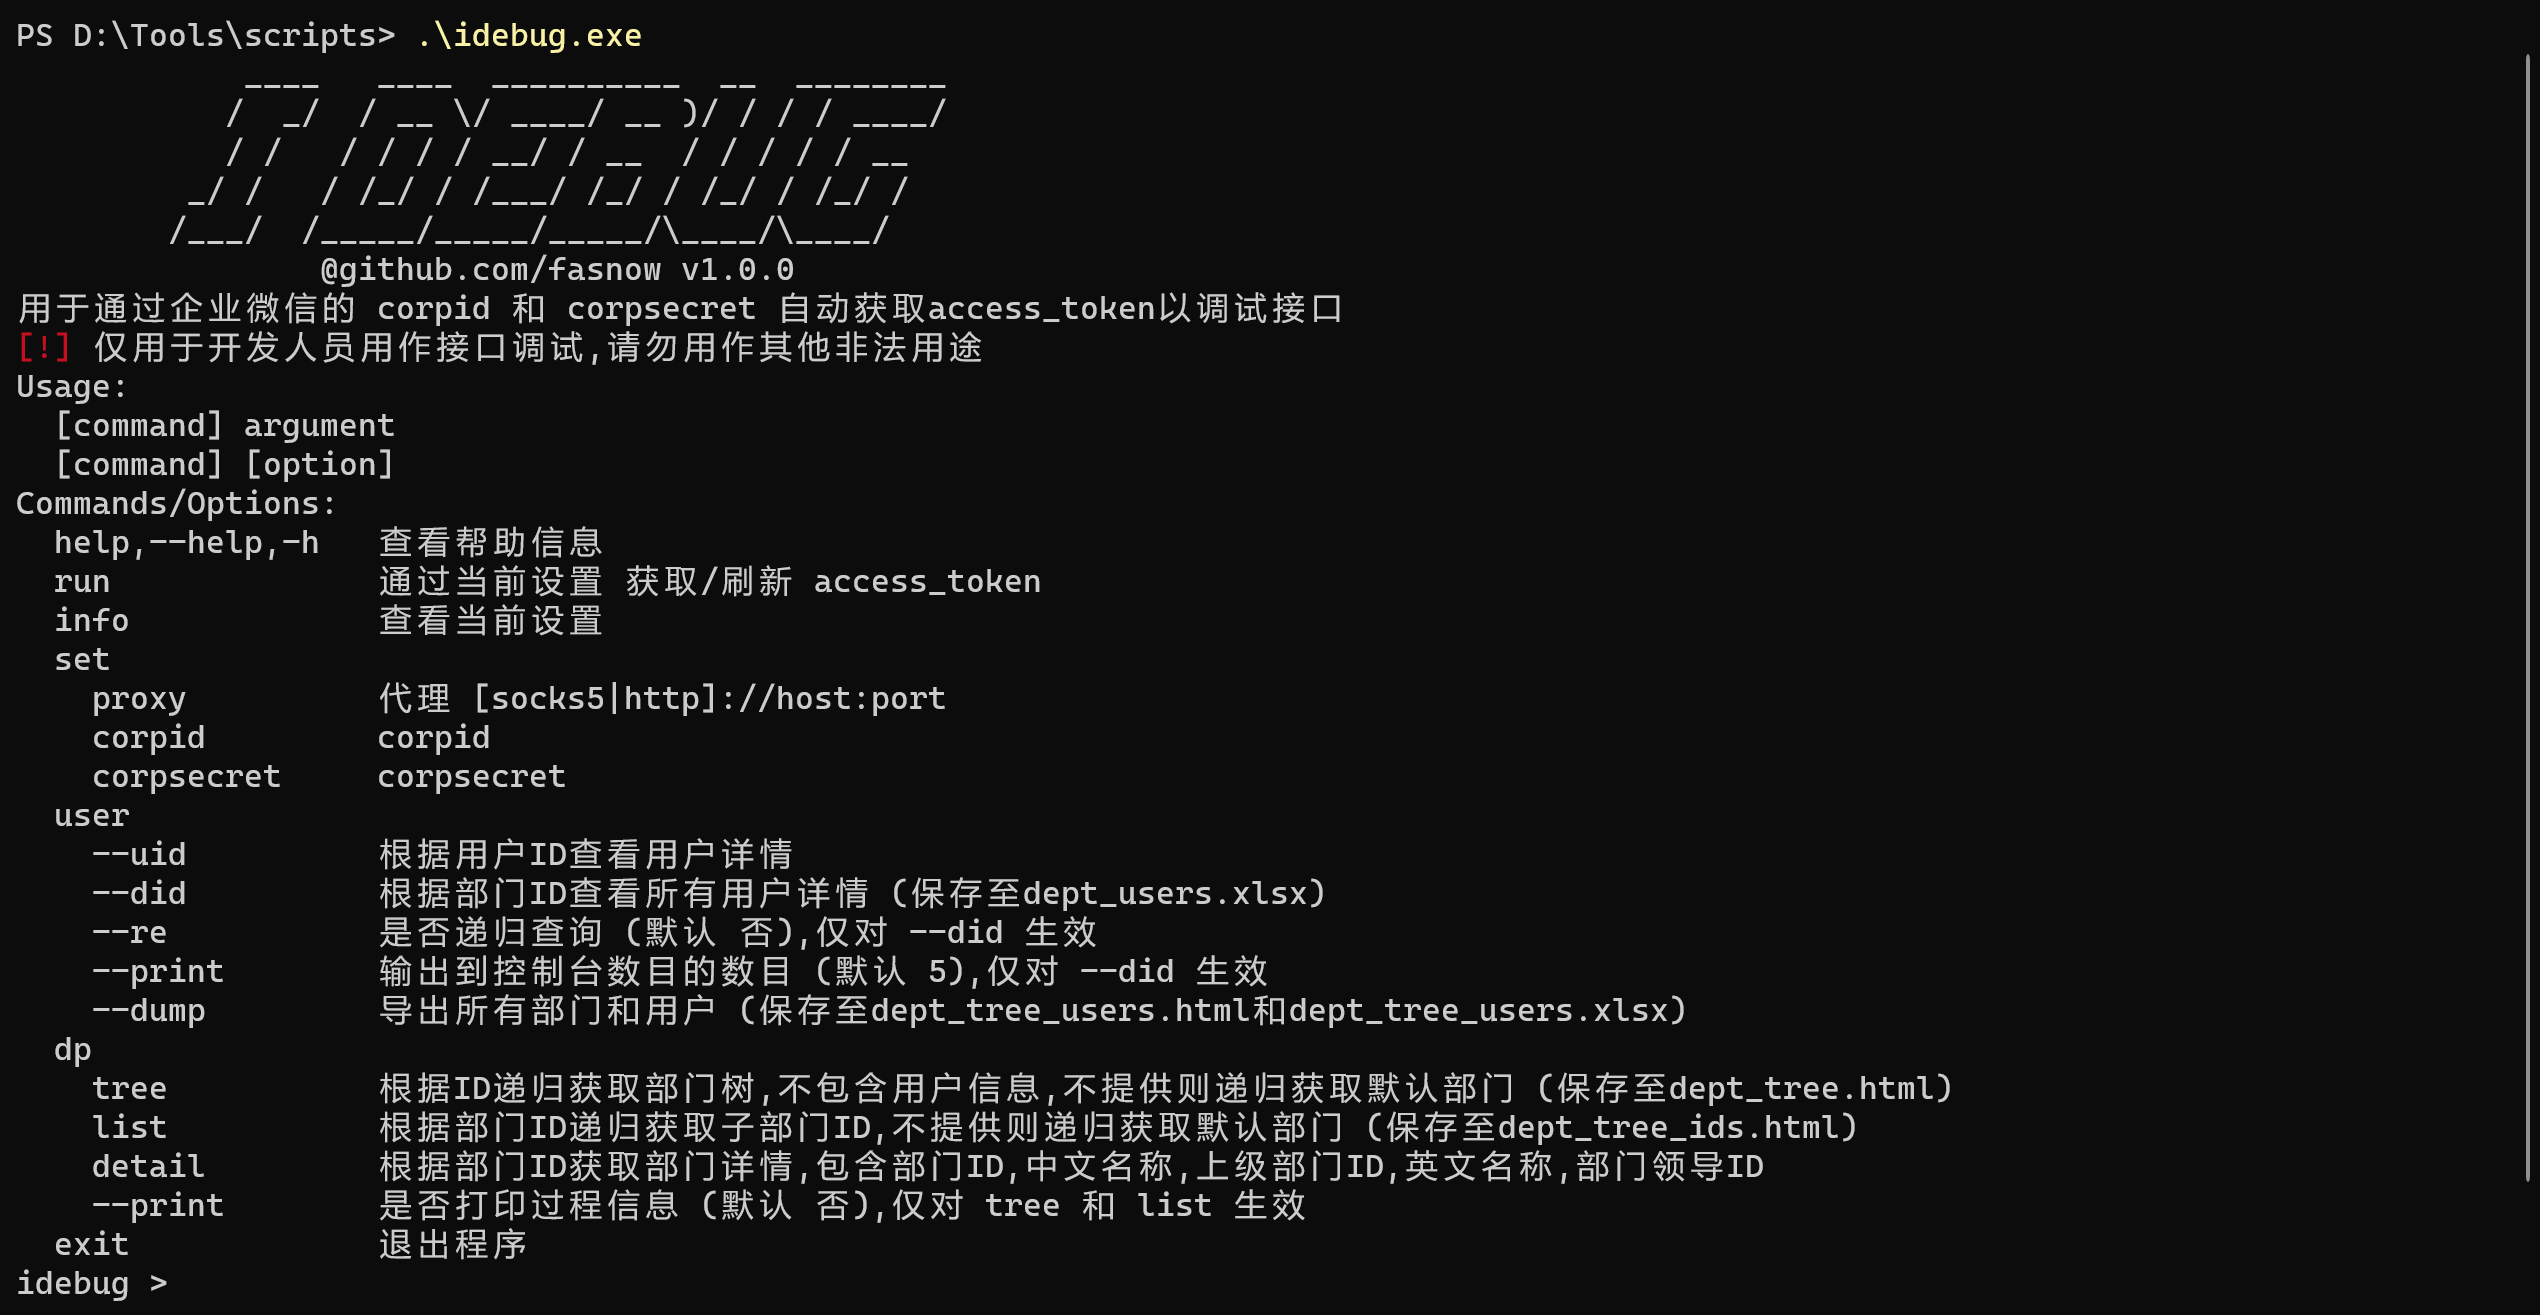 PS D:\Tools\scripts> .\idebug.exe
            ____   ____  __________  __  ________
           /  _/  / __ \/ ____/ __ )/ / / / ____/
           / /   / / / / __/ / __  / / / / / __
         _/ /   / /_/ / /___/ /_/ / /_/ / /_/ /
        /___/  /_____/_____/_____/\____/\____/
                @github.com/fasnow v1.0.0
用于通过企业微信的 corpid 和 corpsecret 自动获取access_token以调试接口
[!] 仅用于开发人员用作接口调试,请勿用作其他非法用途
Usage:
  [command] argument
  [command] [option]
Commands/Options:
  help,--help,-h   查看帮助信息
  run              通过当前设置 获取/刷新 access_token
  info             查看当前设置
  set
    proxy          代理 [socks5|http]://host:port
    corpid         corpid
    corpsecret     corpsecret
  user
    --uid          根据用户ID查看用户详情
    --did          根据部门ID查看所有用户详情 (保存至dept_users.xlsx)
    --re           是否递归查询 (默认 否),仅对 --did 生效
    --print        输出到控制台数目的数目 (默认 5),仅对 --did 生效
    --dump         导出所有部门和用户 (保存至dept_tree_users.html和dept_tree_users.xlsx)
  dp
    tree           根据ID递归获取部门树,不包含用户信息,不提供则递归获取默认部门 (保存至dept_tree.html)
    list           根据部门ID递归获取子部门ID,不提供则递归获取默认部门 (保存至dept_tree_ids.html)
    detail         根据部门ID获取部门详情,包含部门ID,中文名称,上级部门ID,英文名称,部门领导ID
    --print        是否打印过程信息 (默认 否),仅对 tree 和 list 生效
  exit             退出程序
idebug >